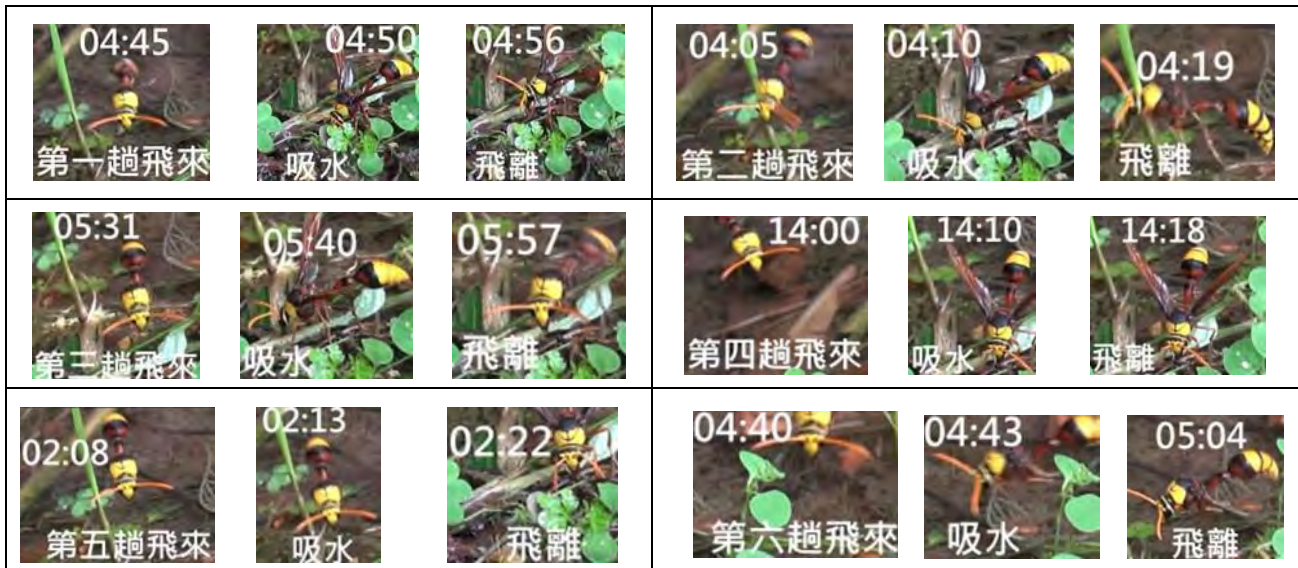 04:45
第一趟飛來
04:50
吸水
04:56
飛離
04:05
第二趟飛來
04:10
吸水
04:19
飛離
05:31
第三趟飛來
05:40
吸水
05:57
飛離
14:00
第四趟飛來
14:10
吸水
14:18
飛離
02:08
第五趟飛來
02:13
吸水
02:22
飛離
04:40
第六趟飛來
04:43
吸水
05:04
飛離